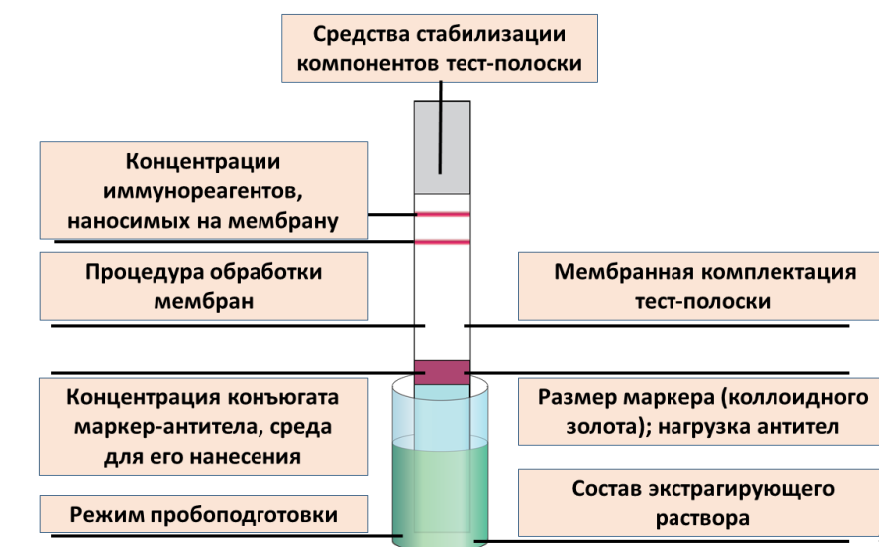 Средства стабилизации
компонентов тест-полоски
Концентрации
иммунореагентов,
наносимых на мембрану
Процедура обработки
мембран
Мембранная комплектация
тест-полоски
Концентрация конъюгата
маркер-антитела, среда
для его нанесения
Размер маркера (коллоидного
золота); нагрузка антител
Режим пробоподготовки
Состав экстрагирующего
раствора